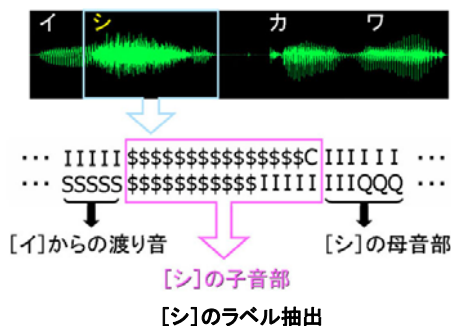 イ シ カ ワ
… IIIII $$$$$$$$$$$$$$$C IIIIII …
… SSSSS $$$$$$$$$$$IIIII IIIQQQ …
[イ]からの渡り音 [シ]の母音部
[シ]の子音部
[シ]のラベル抽出